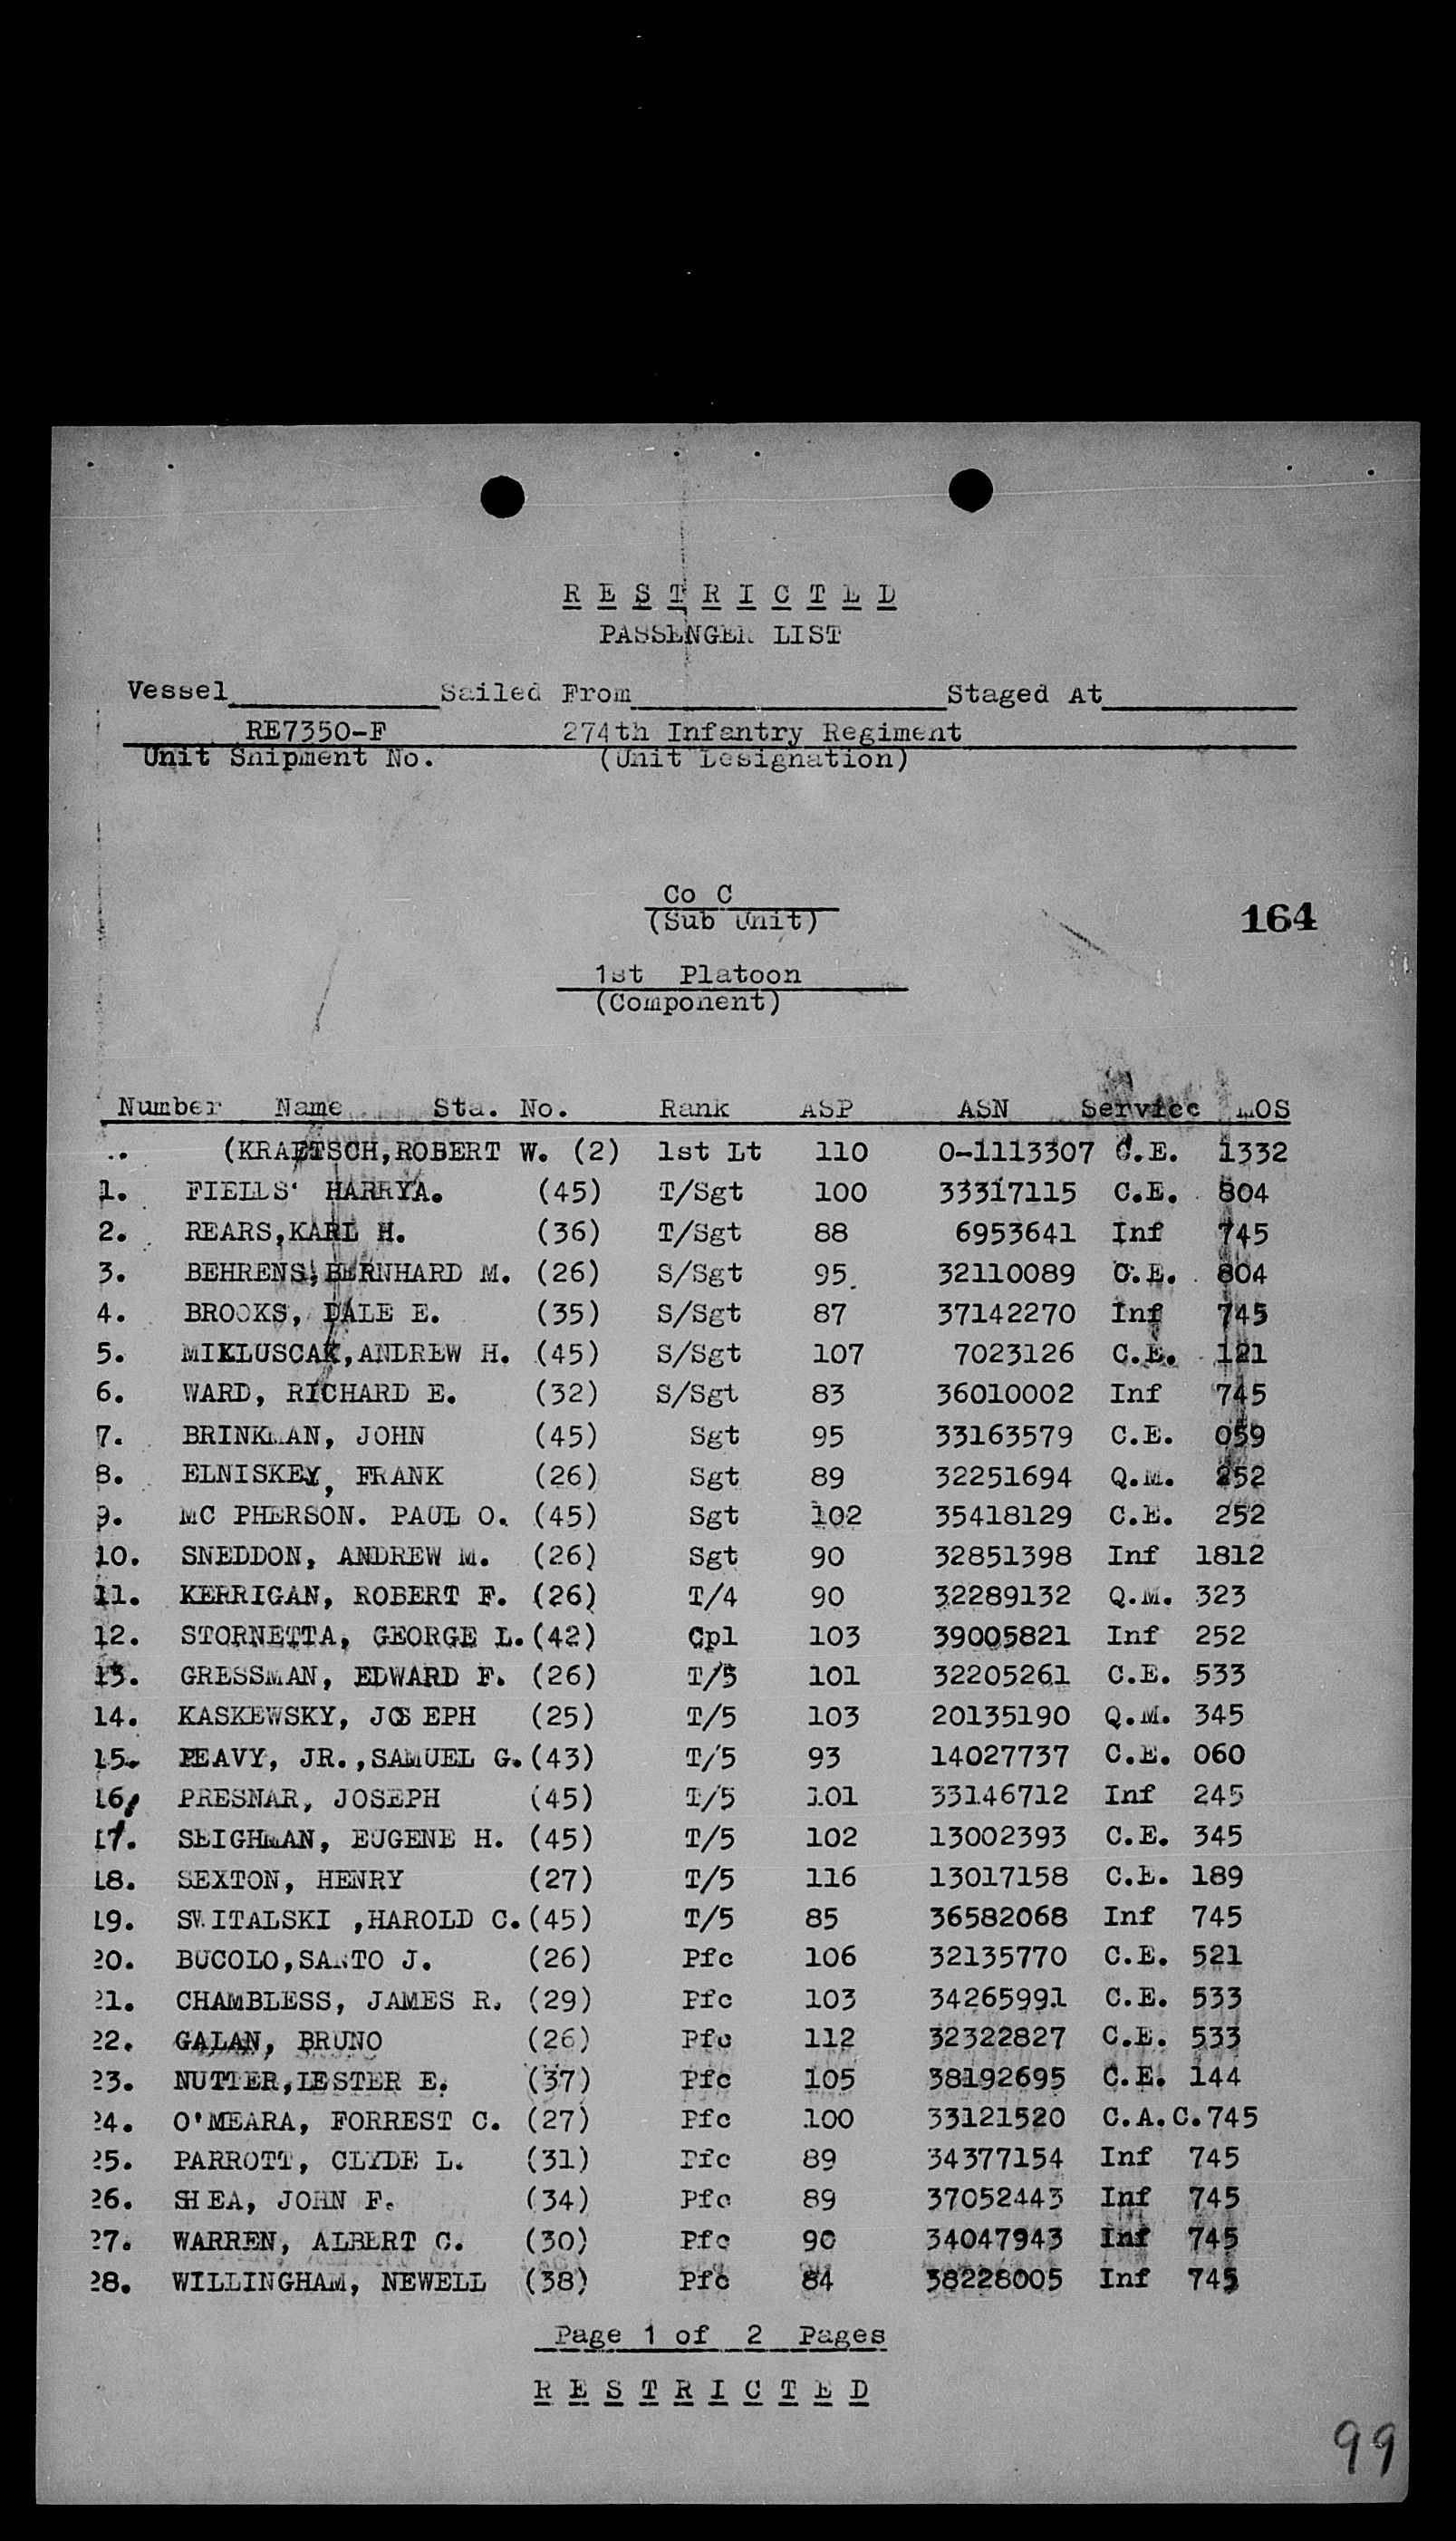 R E S T R I C T E D
PASSENGER LIST
Vessel Sailed From Staged At
RE7350-F 274th Infantry Regiment
Unit Shipment No. (Unit Designation)
Co C
(Sub Unit)
164
1st Platoon
(Component)
Number Name Sta. No. Rank ASP ASN Service MOS
(KRAETSCH,ROBERT W. (2) 1st Lt 110 0-1113307 C.E. 1332
1. FIELDS' HARRYA. (45) T/Sgt 100 33317115 C.E. 804
2. REARS,KARL H. (36) T/Sgt 88 6953641 Inf 745
3. BEHRENS,BERNHARD M. (26) S/Sgt 95. 32110089 C.E. 804
4. BROOKS, DALE E. (35) S/Sgt 87 37142270 Inf 745
5. MIKLUSCAK,ANDREW H. (45) S/Sgt 107 7023126 C.E. 121
6. WARD, RICHARD E. (32) S/Sgt 83 36010002 Inf 745
7. BRINKMAN, JOHN (45) Sgt 95 33163579 C.E. 059
8. ELNISKEY, FRANK (26) Sgt 89 32251694 Q.M. 252
9. MC PHERSON. PAUL O. (45) Sgt 102 35418129 C.E. 252
10. SNEDDON, ANDREW M. (26) Sgt 90 32851398 Inf 1812
11. KERRIGAN, ROBERT F. (26) T/4 90 32289132 Q.M. 323
12. STORNETTA, GEORGE L.(42) Cpl 103 39005821 Inf 252
13. GRESSMAN, EDWARD F. (26) T/5 101 32205261 C.E. 533
14. KASKEWSKY, JOSEPH (25) T/5 103 20135190 Q.M. 345
15. PEAVY, JR.,SAMUEL G.(43) T/5 93 14027737 C.E. 060
16. PRESNAR, JOSEPH (45) T/5 101 33146712 Inf 245
17. SEIGHMAN, EUGENE H. (45) T/5 102 13002393 C.E. 345
18. SEXTON, HENRY (27) T/5 116 13017158 C.E. 189
19. SWITALSKI ,HAROLD C.(45) T/5 85 36582068 Inf 745
20. BUCOLO,SANTO J. (26) Pfc 106 32135770 C.E. 521
21. CHAMBLESS, JAMES R. (29) Pfc 103 34265991 C.E. 533
22. GALAN, BRUNO (26) Pfc 112 32322827 C.E. 533
23. NUTTER,LESTER E. (37) Pfc 105 38192695 C.E. 144
24. O'MEARA, FORREST C. (27) Pfc 100 33121520 C.A.C.745
25. PARROTT, CLYDE L. (31) Pfc 89 34377154 Inf 745
26. SHEA, JOHN F. (34) Pfc 89 37052443 Inf 745
27. WARREN, ALBERT C. (30) Pfc 90 34047943 Inf 745
28. WILLINGHAM, NEWELL (38) Pfc 84 38228005 Inf 745
Page 1 of 2 Pages
R E S T R I C T E D
99